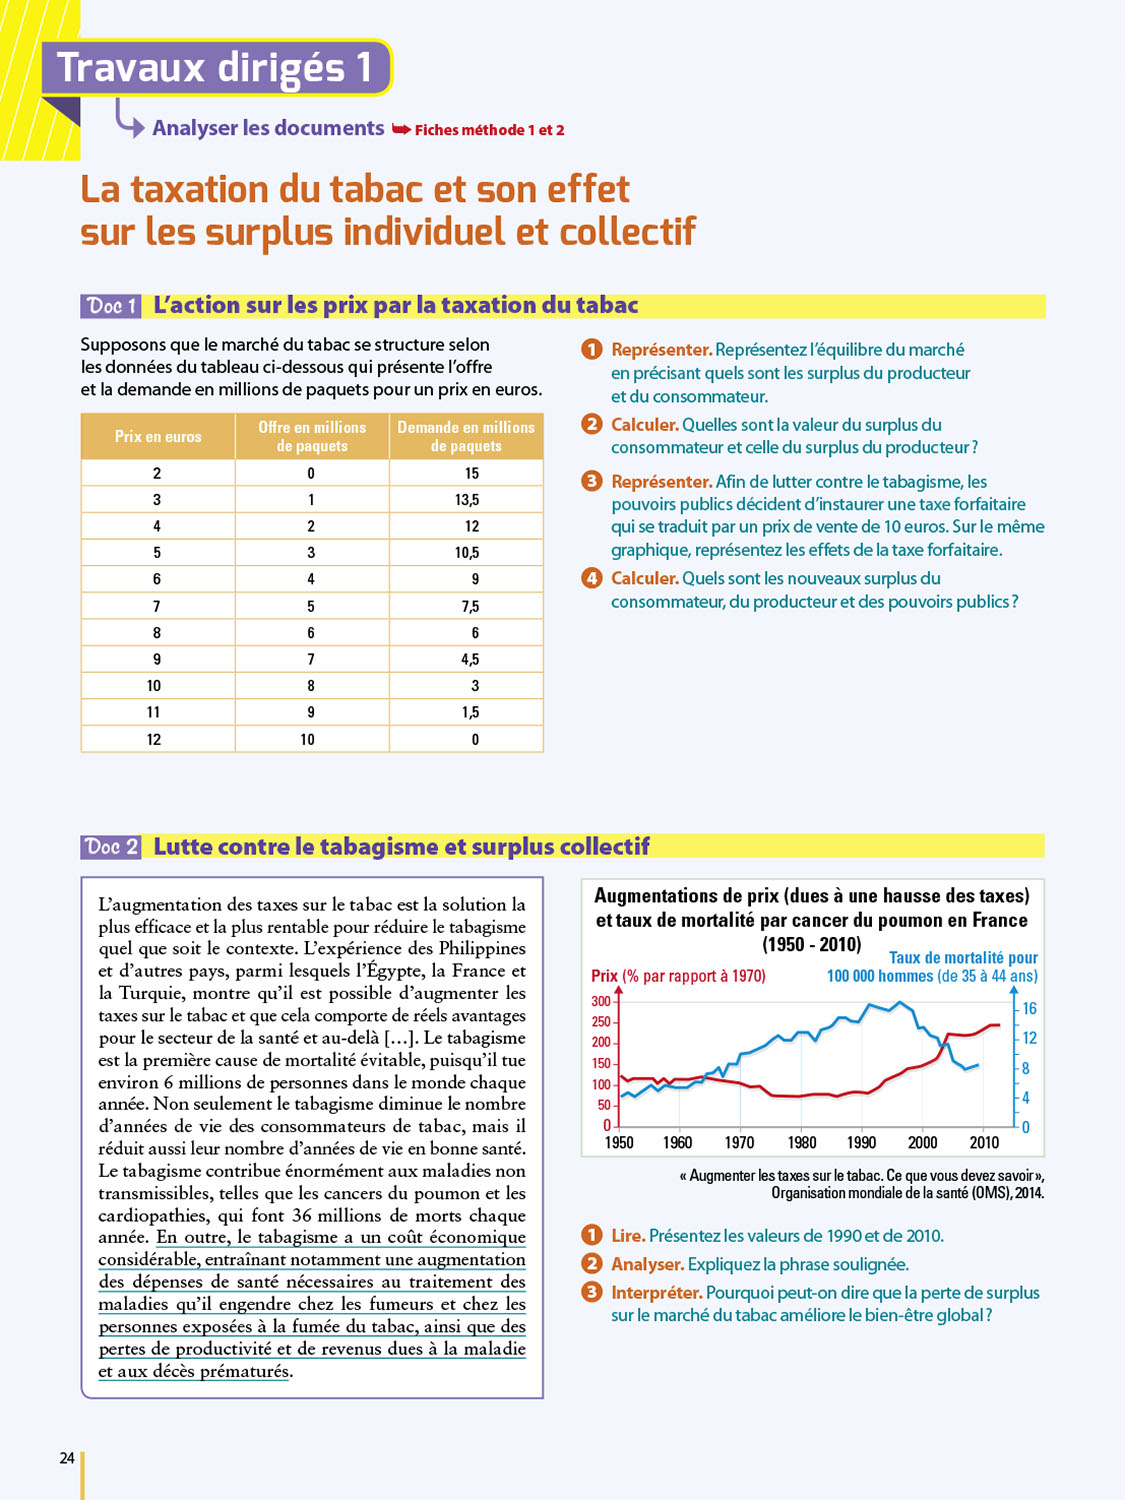 Travaux dirigés 1
Analyser les documents ➥ Fiches méthode 1 et 2
La taxation du tabac et son effet
sur les surplus individuel et collectif
Doc 1 L’action sur les prix par la taxation du tabac
Supposons que le marché du tabac se structure selon
les données du tableau ci-dessous qui présente l’offre
et la demande en millions de paquets pour un prix en euros.
Prix en euros Offre en millions de paquets Demande en millions de paquets
2 0 15
3 1 13,5
4 2 12
5 3 10,5
6 4 9
7 5 7,5
8 6 6
9 7 4,5
10 8 3
11 9 1,5
12 10 0
1 Représenter. Représentez l’équilibre du marché
en précisant quels sont les surplus du producteur
et du consommateur.
2 Calculer. Quelles sont la valeur du surplus du
consommateur et celle du surplus du producteur ?
3 Représenter. Afin de lutter contre le tabagisme, les
pouvoirs publics décident d’instaurer une taxe forfaitaire
qui se traduit par un prix de vente de 10 euros. Sur le même
graphique, représentez les effets de la taxe forfaitaire.
4 Calculer. Quels sont les nouveaux surplus du
consommateur, du producteur et des pouvoirs publics ?
Doc 2 Lutte contre le tabagisme et surplus collectif
L’augmentation des taxes sur le tabac est la solution la
plus efficace et la plus rentable pour réduire le tabagisme
quel que soit le contexte. L’expérience des Philippines
et d’autres pays, parmi lesquels l’Égypte, la France et
la Turquie, montre qu’il est possible d’augmenter les
taxes sur le tabac et que cela comporte de réels avantages
pour le secteur de la santé et au-delà […]. Le tabagisme
est la première cause de mortalité évitable, puisqu’il tue
environ 6 millions de personnes dans le monde chaque
année. Non seulement le tabagisme diminue le nombre
d’années de vie des consommateurs de tabac, mais il
réduit aussi leur nombre d’années de vie en bonne santé.
Le tabagisme contribue énormément aux maladies non
transmissibles, telles que les cancers du poumon et les
cardiopathies, qui font 36 millions de morts chaque
année. En outre, le tabagisme a un coût économique
considérable, entraînant notamment une augmentation
des dépenses de santé nécessaires au traitement des
maladies qu’il engendre chez les fumeurs et chez les
personnes exposées à la fumée du tabac, ainsi que des
pertes de productivité et de revenus dues à la maladie
et aux décès prématurés.
Augmentations de prix (dues à une hausse des taxes)
et taux de mortalité par cancer du poumon en France
(1950 - 2010)
Taux de mortalité pour
Prix (% par rapport à 1970) 100 000 hommes (de 35 à 44 ans)
300
250
200
150
100
50
0
16
12
8
4
0
1950 1960 1970 1980 1990 2000 2010
« Augmenter les taxes sur le tabac. Ce que vous devez savoir »,
Organisation mondiale de la santé (OMS), 2014.
1 Lire. Présentez les valeurs de 1990 et de 2010.
2 Analyser. Expliquez la phrase soulignée.
3 Interpréter. Pourquoi peut-on dire que la perte de surplus
sur le marché du tabac améliore le bien-être global ?
24